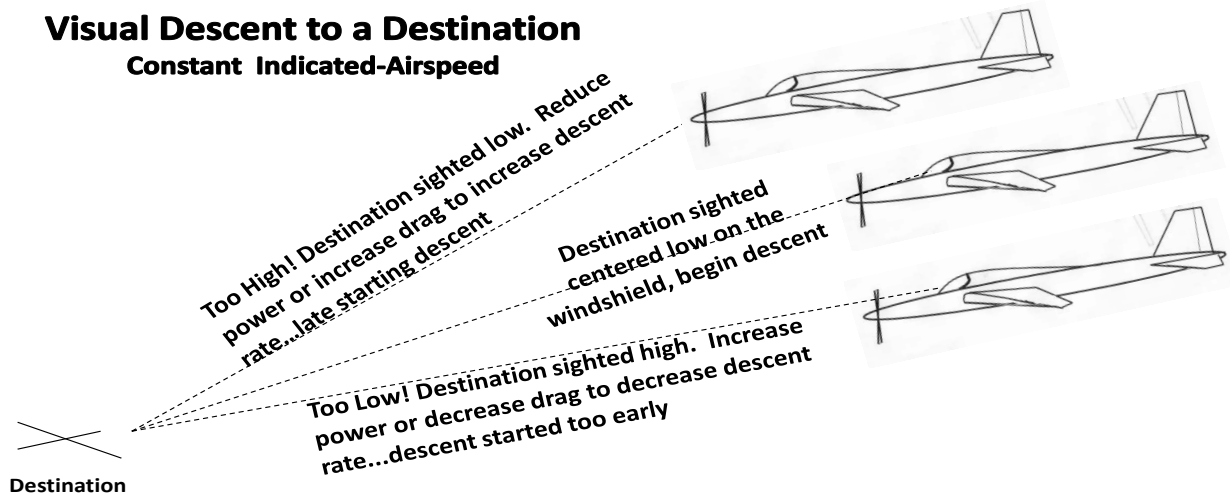 Visual Descent to a Destination
Constant Indicated-Airspeed
Too High! Destination sighted low. Reduce
power or increase drag to increase descent
rate...late starting descent
Destination sighted
centered low on the
windshield, begin descent
Too Low! Destination sighted high. Increase
power or decrease drag to decrease descent
rate...descent started too early
Destination